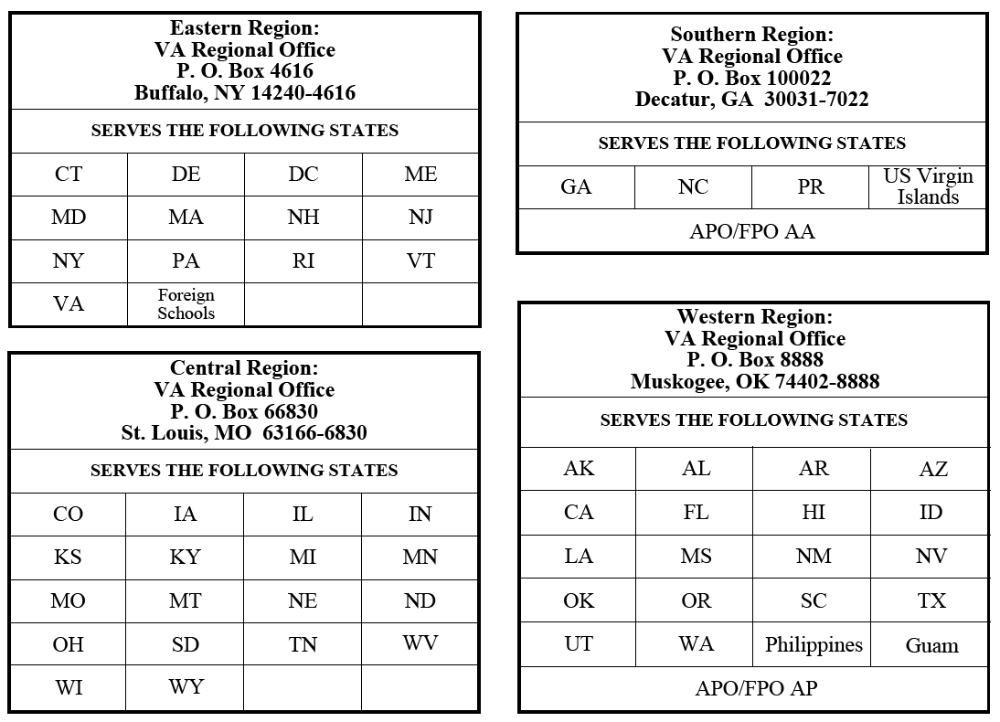 Eastern Region:
VA Regional Office
P. O. Box 4616
Buffalo, NY 14240-4616
SERVES THE FOLLOWING STATES
CT DE DC ME
MD MA NH NJ
NY PA RI VT
VA Foreign Schools
Southern Region:
VA Regional Office
P. O. Box 100022
Decatur, GA 30031-7022
SERVES THE FOLLOWING STATES
GA NC PR US Virgin Islands
APO/FPO AA
Central Region:
VA Regional Office
P. O. Box 66830
St. Louis, MO 63166-6830
SERVES THE FOLLOWING STATES
CO IA IL IN
KS KY MI MN
MO MT NE ND
OH SD TN WV
WI WY
Western Region:
VA Regional Office
P. O. Box 8888
Muskogee, OK 74402-8888
SERVES THE FOLLOWING STATES
AK AL AR AZ
CA FL HI ID
LA MS NM NV
OK OR SC TX
UT WA Philippines Guam
APO/FPO AP